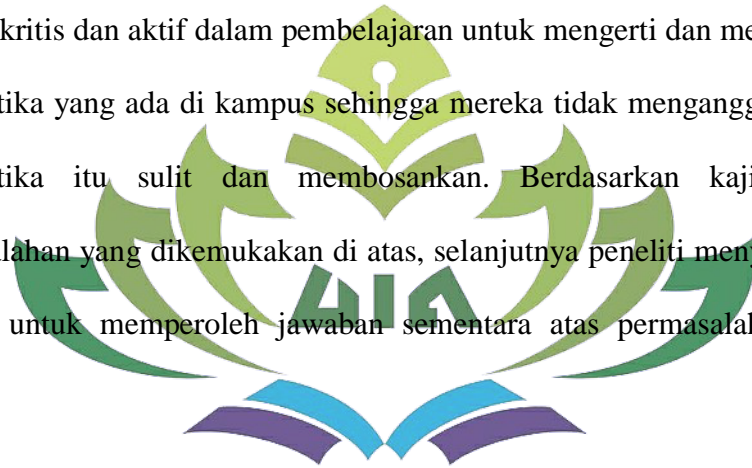 kritis dan aktif dalam pembelajaran untuk mengerti dan me
tika yang ada di kampus sehingga mereka tidak mengangg
tika itu sulit dan membosankan. Berdasarkan kaji
lahan yang dikemukakan di atas, selanjutnya peneliti meny
untuk memperoleh jawaban sementara atas permasalah
UIN